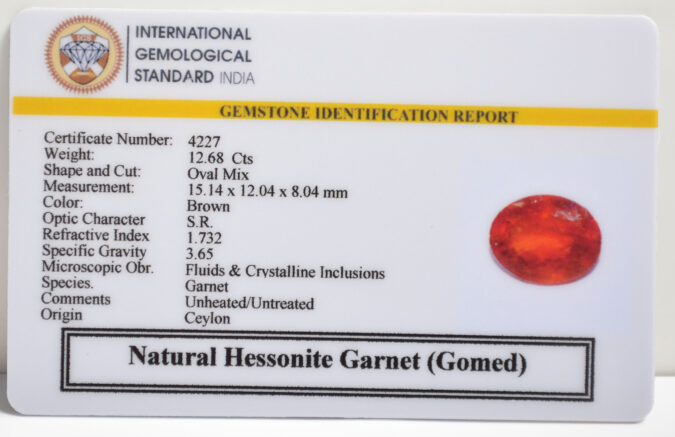 INTERNATIONAL
GEMOLOGICAL
STANDARD INDIA
GEMSTONE IDENTIFICATION REPORT
Certificate Number: 4227
Weight: 12.68 Cts
Shape and Cut: Oval Mix
Measurement: 15.14 x 12.04 x 8.04 mm
Color: Brown
Optic Character S.R.
Refractive Index 1.732
Specific Gravity 3.65
Microscopic Obr. Fluids & Crystalline Inclusions
Species. Garnet
Comments Unheated/Untreated
Origin Ceylon
Natural Hessonite Garnet (Gomed)